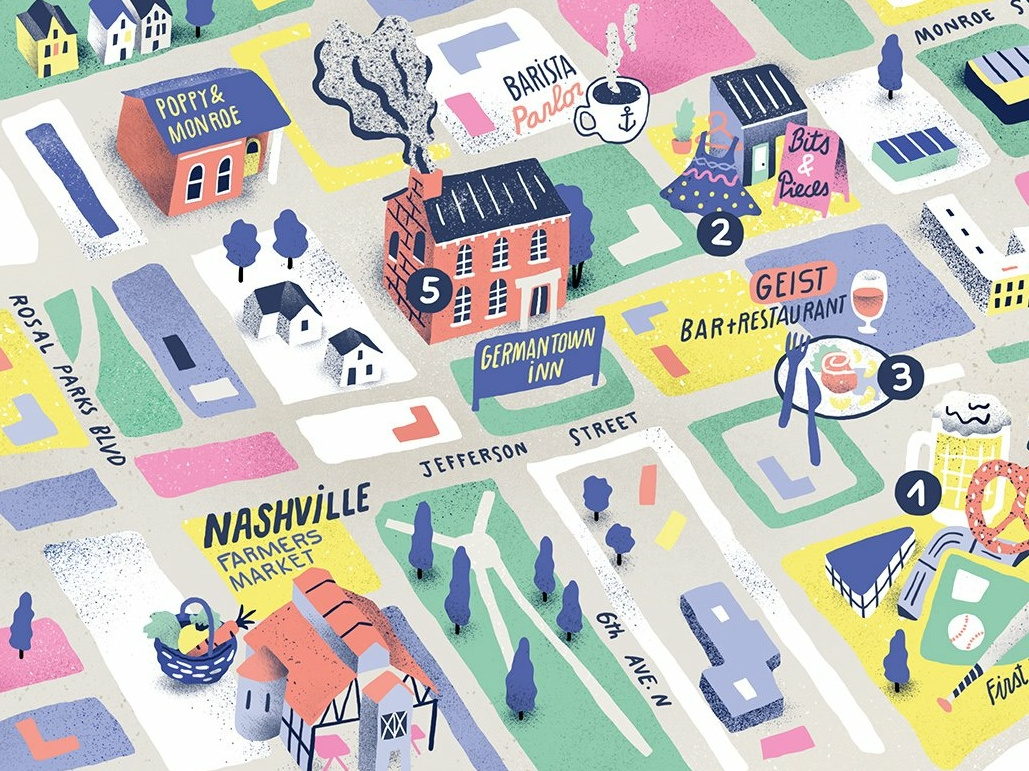 MONROE
POPPY &
MONROE
BARISTA
Parlor
Bits
&
Pieces
2
5
GERMANTOWN
INN
GEIST
BAR+RESTAURANT
3
ROSAL PARKS BLVD
JEFFERSON STREET
1
NASHVILLE
FARMERS
MARKET
6th AVE. N
First